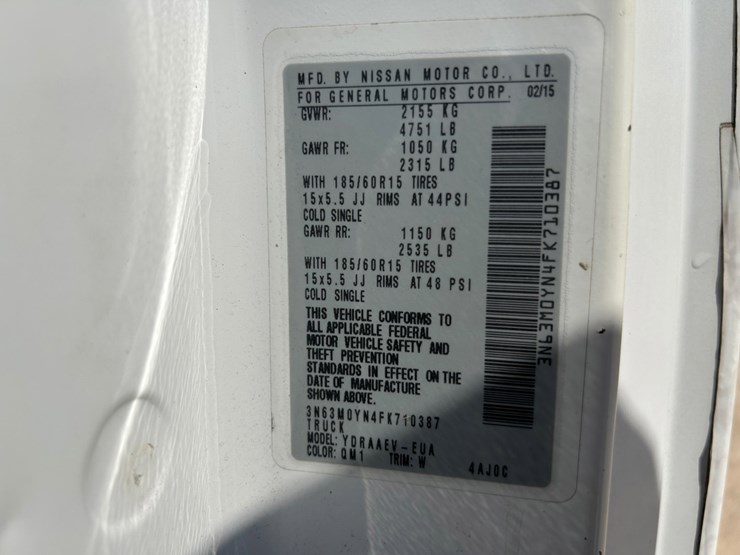 MFD. BY NISSAN MOTOR CO., LTD.
FOR GENERAL MOTORS CORP. 02/15
GVWR: 2155 KG
4751 LB
GAWR FR: 1050 KG
2315 LB
WITH 185/60R15 TIRES
15x5.5 JJ RIMS AT 44PSI
COLD SINGLE
GAWR RR: 1150 KG
2535 LB
WITH 185/60R15 TIRES
15x5.5 JJ RIMS AT 48 PSI
COLD SINGLE
THIS VEHICLE CONFORMS TO
ALL APPLICABLE FEDERAL
MOTOR VEHICLE SAFETY AND
THEFT PREVENTION
STANDARDS IN EFFECT ON THE
DATE OF MANUFACTURE
SHOWN ABOVE.
3N63M0YN4FK710387
TRUCK
MODEL: YDRAAEV-EUA
COLOR: QM1 TRIM: W 4AJ0C
3N63M0YN4FK710387